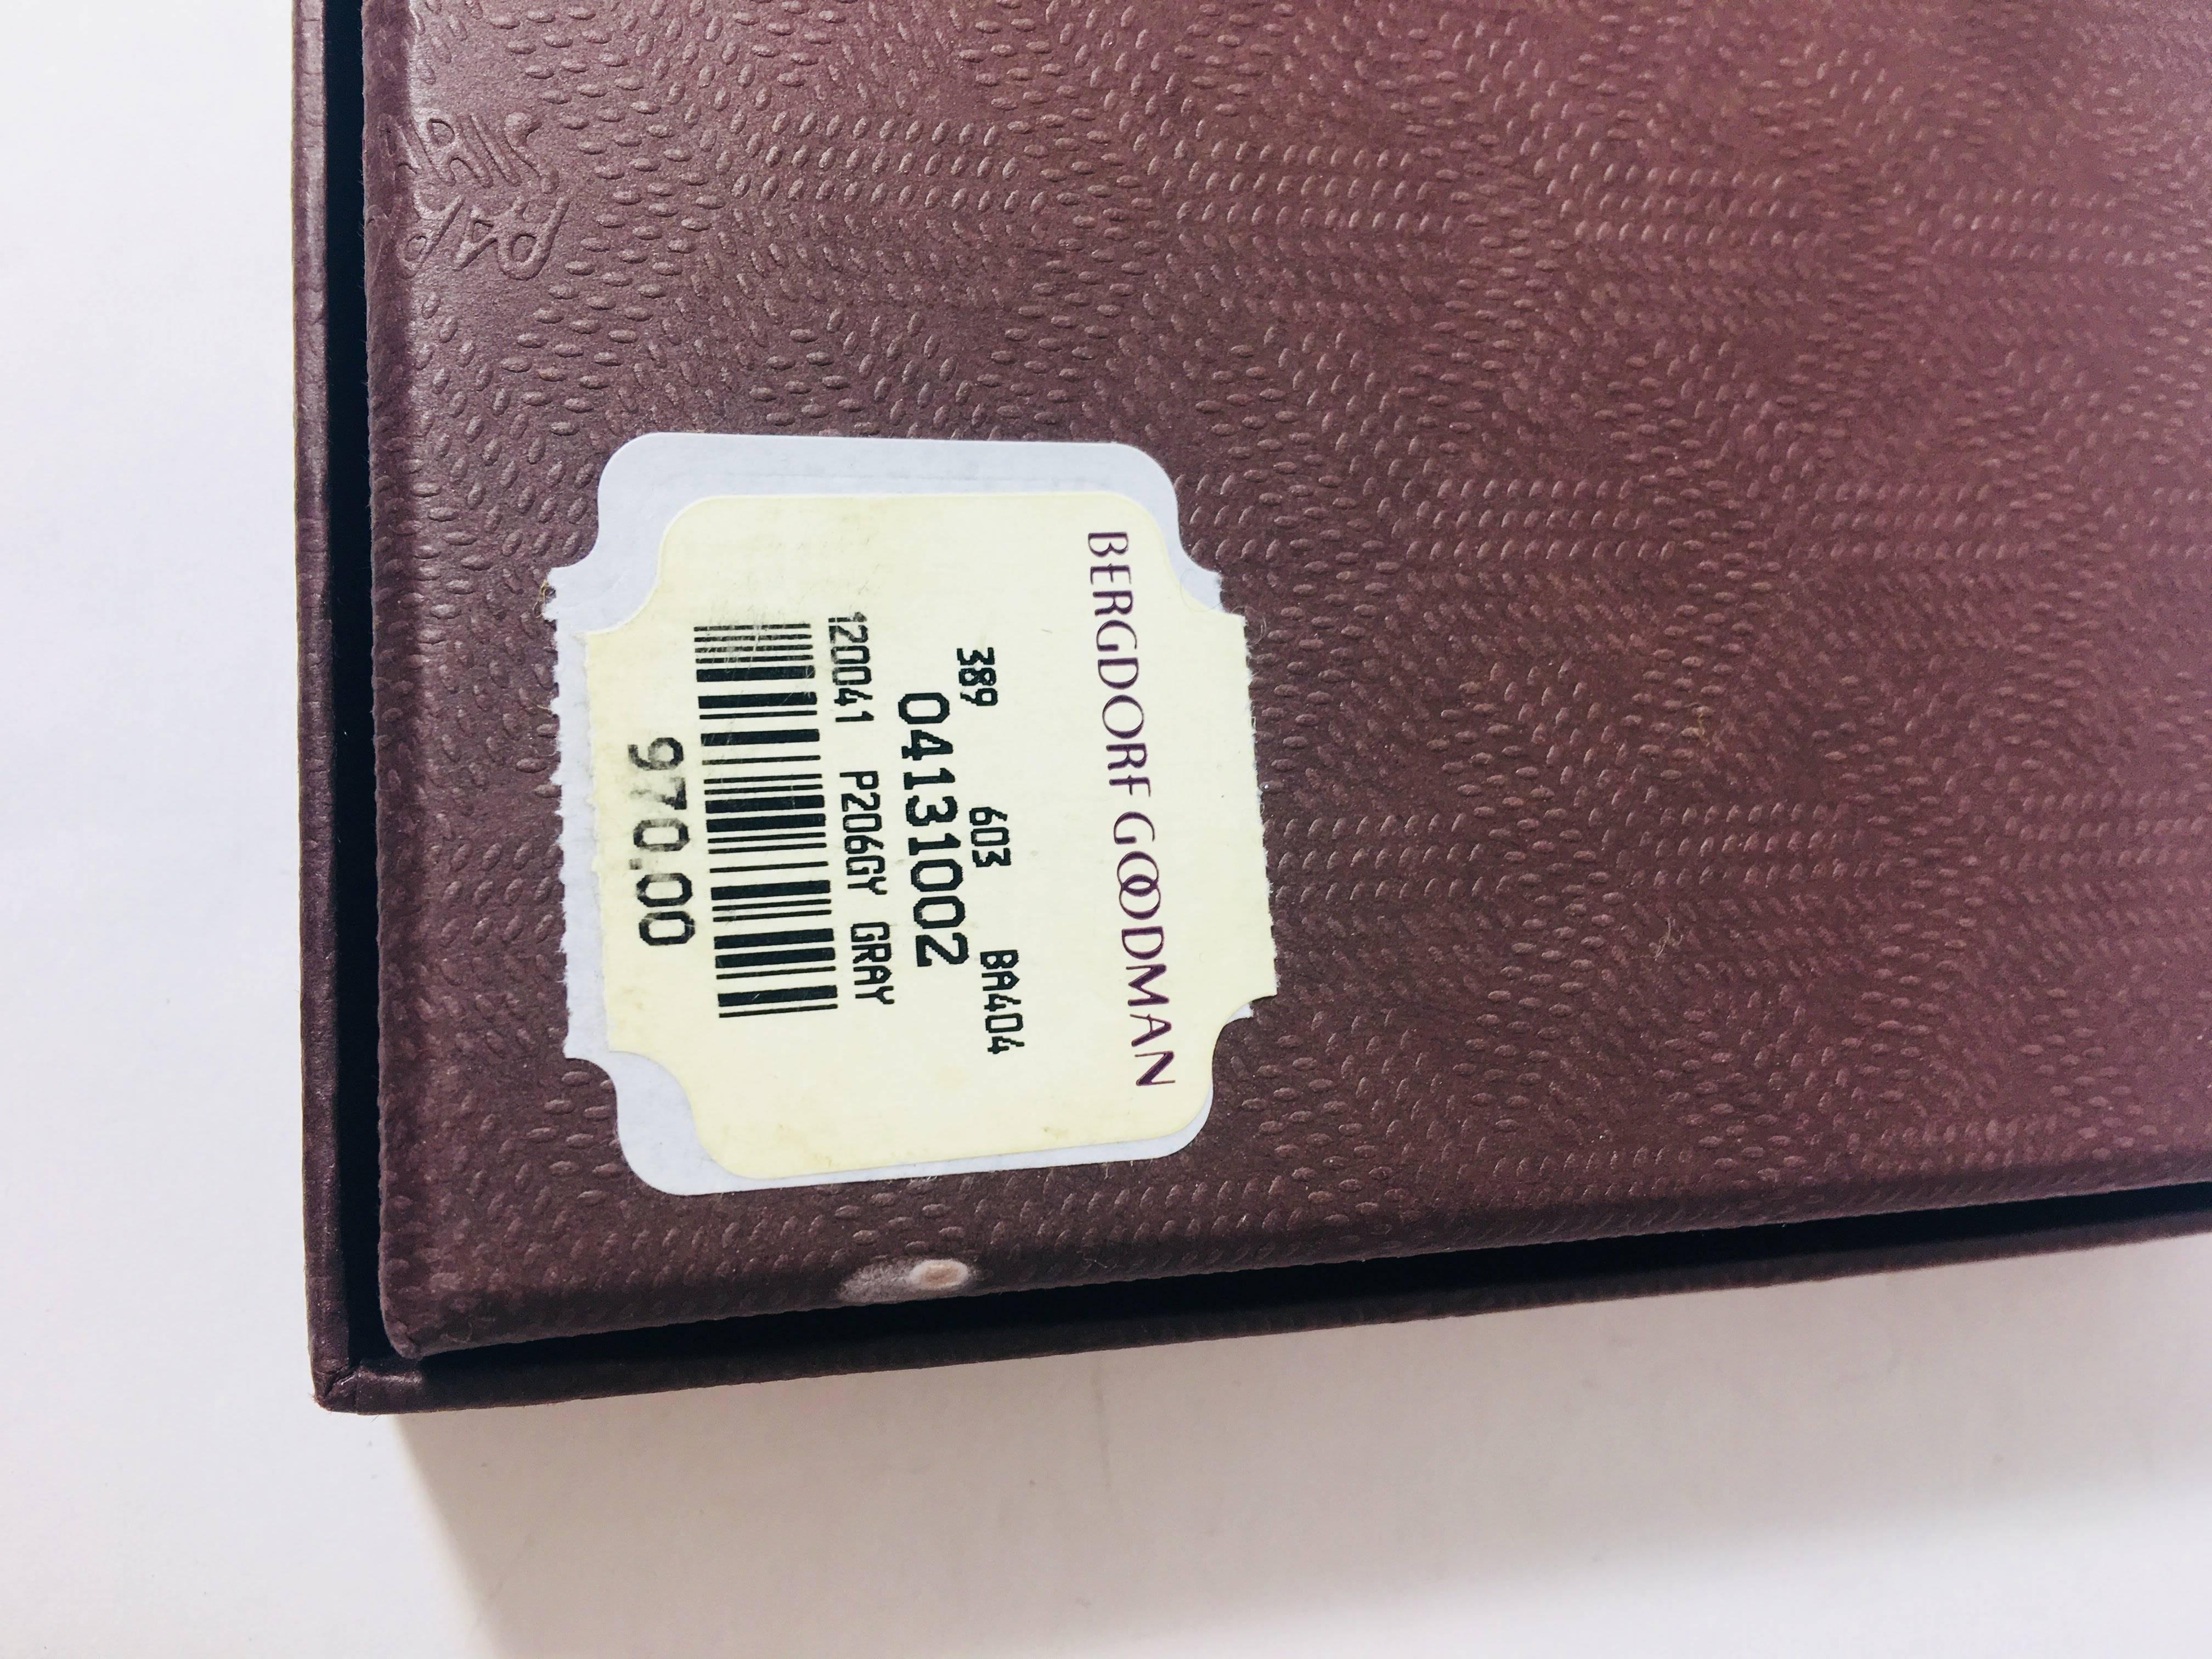 BERGDORF GOODMAN
389 603 BA404
04131002
120041 P206GY GRAY
970.00